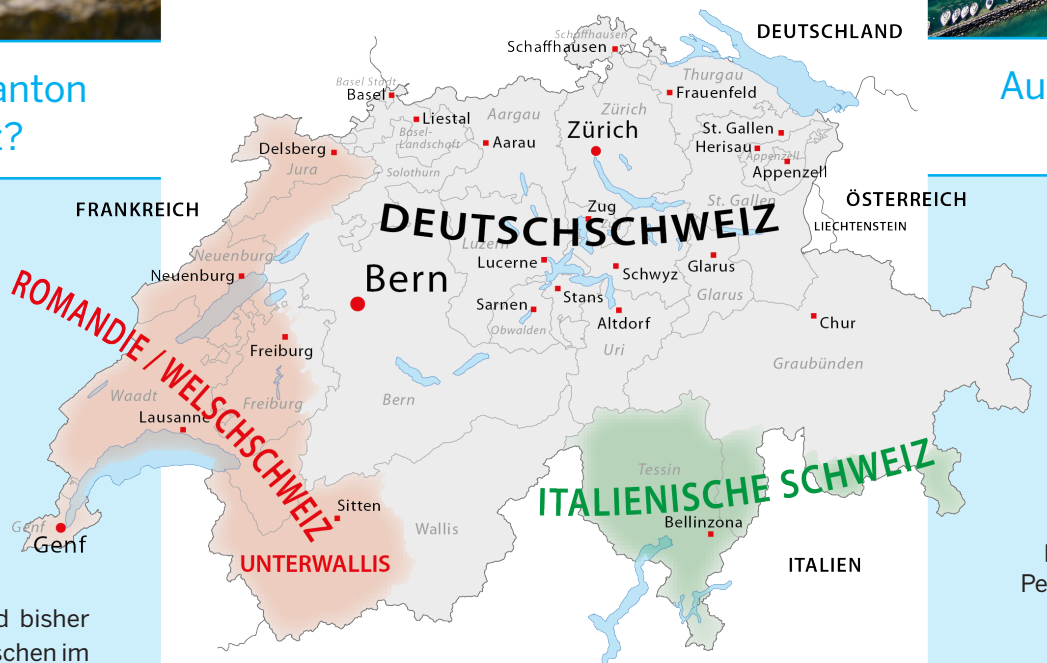 anton
?
Au
DEUTSCHLAND
Schaffhausen
Schaffhausen
Thurgau
Frauenfeld
Basel Stadt
Basel
Liestal
Basel-
Landschaft
Aargau
Aarau
Zürich
Zürich
St. Gallen
Herisau
Appenzell
Appenzell
Delsberg
Jura
Solothurn
FRANKREICH
ÖSTERREICH
LIECHTENSTEIN
St. Gallen
Zug
DEUTSCHSCHWEIZ
Luzern
Lucerne
Schwyz
Glarus
Glarus
Neuenburg
Neuenburg
Bern
Sarnen
Stans
Obwalden
Altdorf
Uri
Chur
Graubünden
ROMANDIE / WELSCHSCHWEIZ
Freiburg
Freiburg
Waadt
Lausanne
Bern
Genf
Genf
Sitten
Wallis
UNTERWALLIS
Tessin
ITALIENISCHE SCHWEIZ
Bellinzona
ITALIEN
Pe
d bisher
schen im